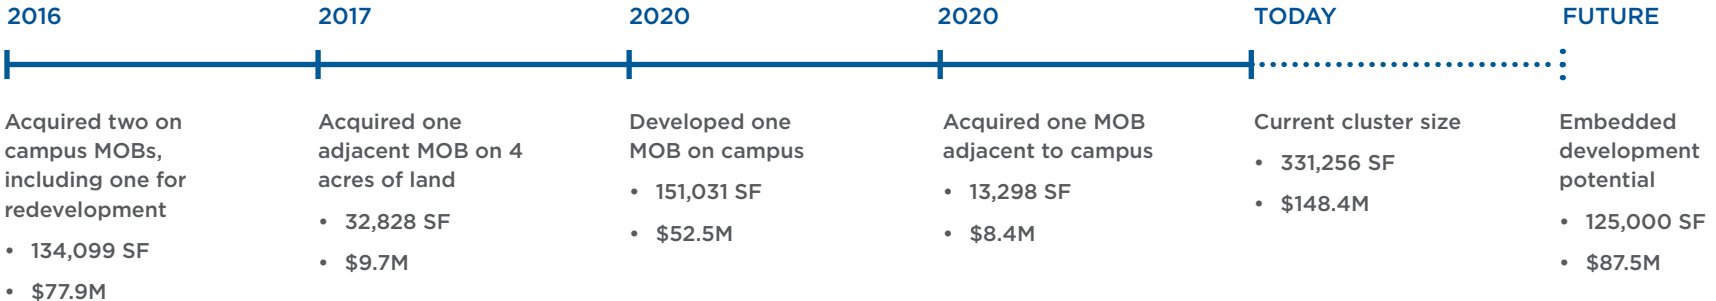 2016
Acquired two on
campus MOBs,
including one for
redevelopment
• 134,099 SF
• $77.9M
2017
Acquired one
adjacent MOB on 4
acres of land
• 32,828 SF
• $9.7M
2020
Developed one
MOB on campus
• 151,031 SF
• $52.5M
2020
Acquired one MOB
adjacent to campus
• 13,298 SF
• $8.4M
TODAY
Current cluster size
• 331,256 SF
• $148.4M
FUTURE
Embedded
development
potential
• 125,000 SF
• $87.5M